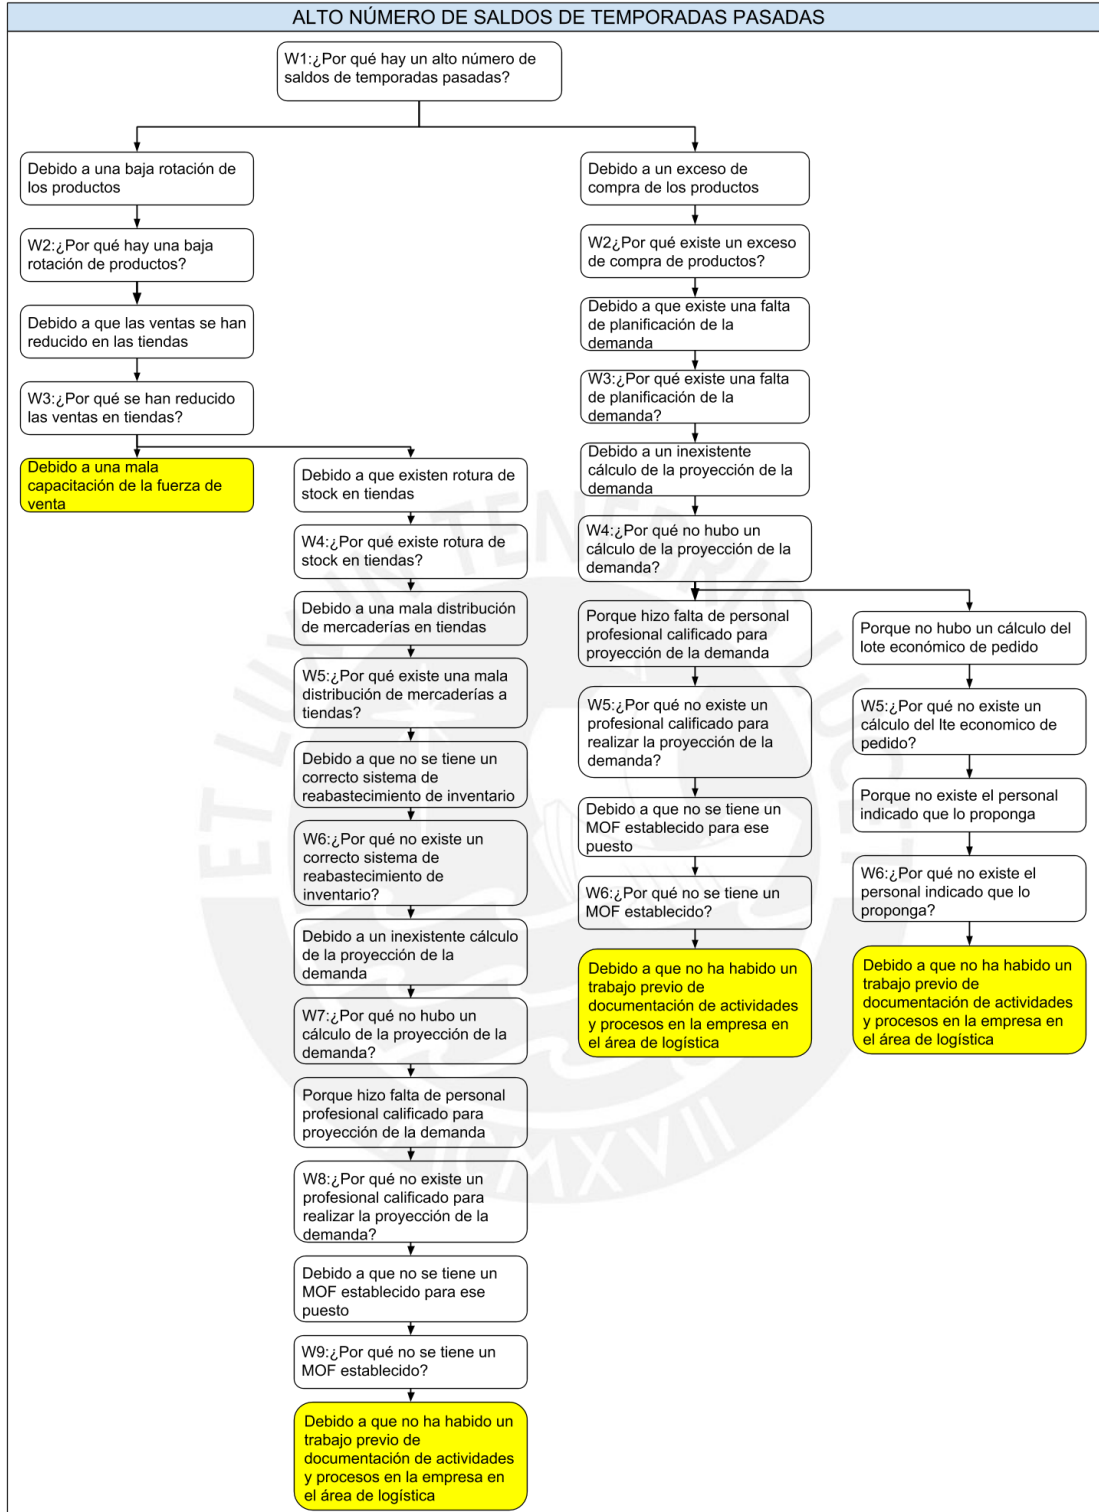 ALTO NÚMERO DE SALDOS DE TEMPORADAS PASADAS
W1:¿Por qué hay un alto número de
saldos de temporadas pasadas?
Debido a una baja rotación de
los productos
W2:¿Por qué hay una baja
rotación de productos?
Debido a que las ventas se han
reducido en las tiendas
W3:¿Por qué se han reducido
las ventas en tiendas?
Debido a una mala
capacitación de la fuerza de
venta
Debido a que existen rotura de
stock en tiendas
W4:¿Por qué existe rotura de
stock en tiendas?
Debido a una mala distribución
de mercaderías en tiendas
W5:¿Por qué existe una mala
distribución de mercaderías a
tiendas?
Debido a que no se tiene un
correcto sistema de
reabastecimiento de inventario
W6:¿Por qué no existe un
correcto sistema de
reabastecimiento de
inventario?
Debido a un inexistente cálculo
de la proyección de la
demanda
W7:¿Por qué no hubo un
cálculo de la proyección de la
demanda?
Porque hizo falta de personal
profesional calificado para
proyección de la demanda
W8:¿Por qué no existe un
profesional calificado para
realizar la proyección de la
demanda?
Debido a que no se tiene un
MOF establecido para ese
puesto
W9:¿Por qué no se tiene un
MOF establecido?
Debido a que no ha habido un
trabajo previo de
documentación de actividades
y procesos en la empresa en
el área de logística
Debido a un exceso de
compra de los productos
W2¿Por qué existe un exceso
de compra de productos?
Debido a que existe una falta
de planificación de la
demanda
W3:¿Por qué existe una falta
de planificación de la
demanda?
Debido a un inexistente
cálculo de la proyección de la
demanda
W4:¿Por qué no hubo un
cálculo de la proyección de la
demanda?
Porque hizo falta de personal
profesional calificado para
proyección de la demanda
W5:¿Por qué no existe un
profesional calificado para
realizar la proyección de la
demanda?
Debido a que no se tiene un
MOF establecido para ese
puesto
W6:¿Por qué no se tiene un
MOF establecido?
Debido a que no ha habido un
trabajo previo de
documentación de actividades
y procesos en la empresa en
el área de logística
Porque no hubo un cálculo del
lote económico de pedido
W5:¿Por qué no existe un
cálculo del lte economico de
pedido?
Porque no existe el personal
indicado que lo proponga
W6:¿Por qué no existe el
personal indicado que lo
proponga?
Debido a que no ha habido un
trabajo previo de
documentación de actividades
y procesos en la empresa en
el área de logística
ET LUX IN TENEBRIS LUCET
MCMXVII